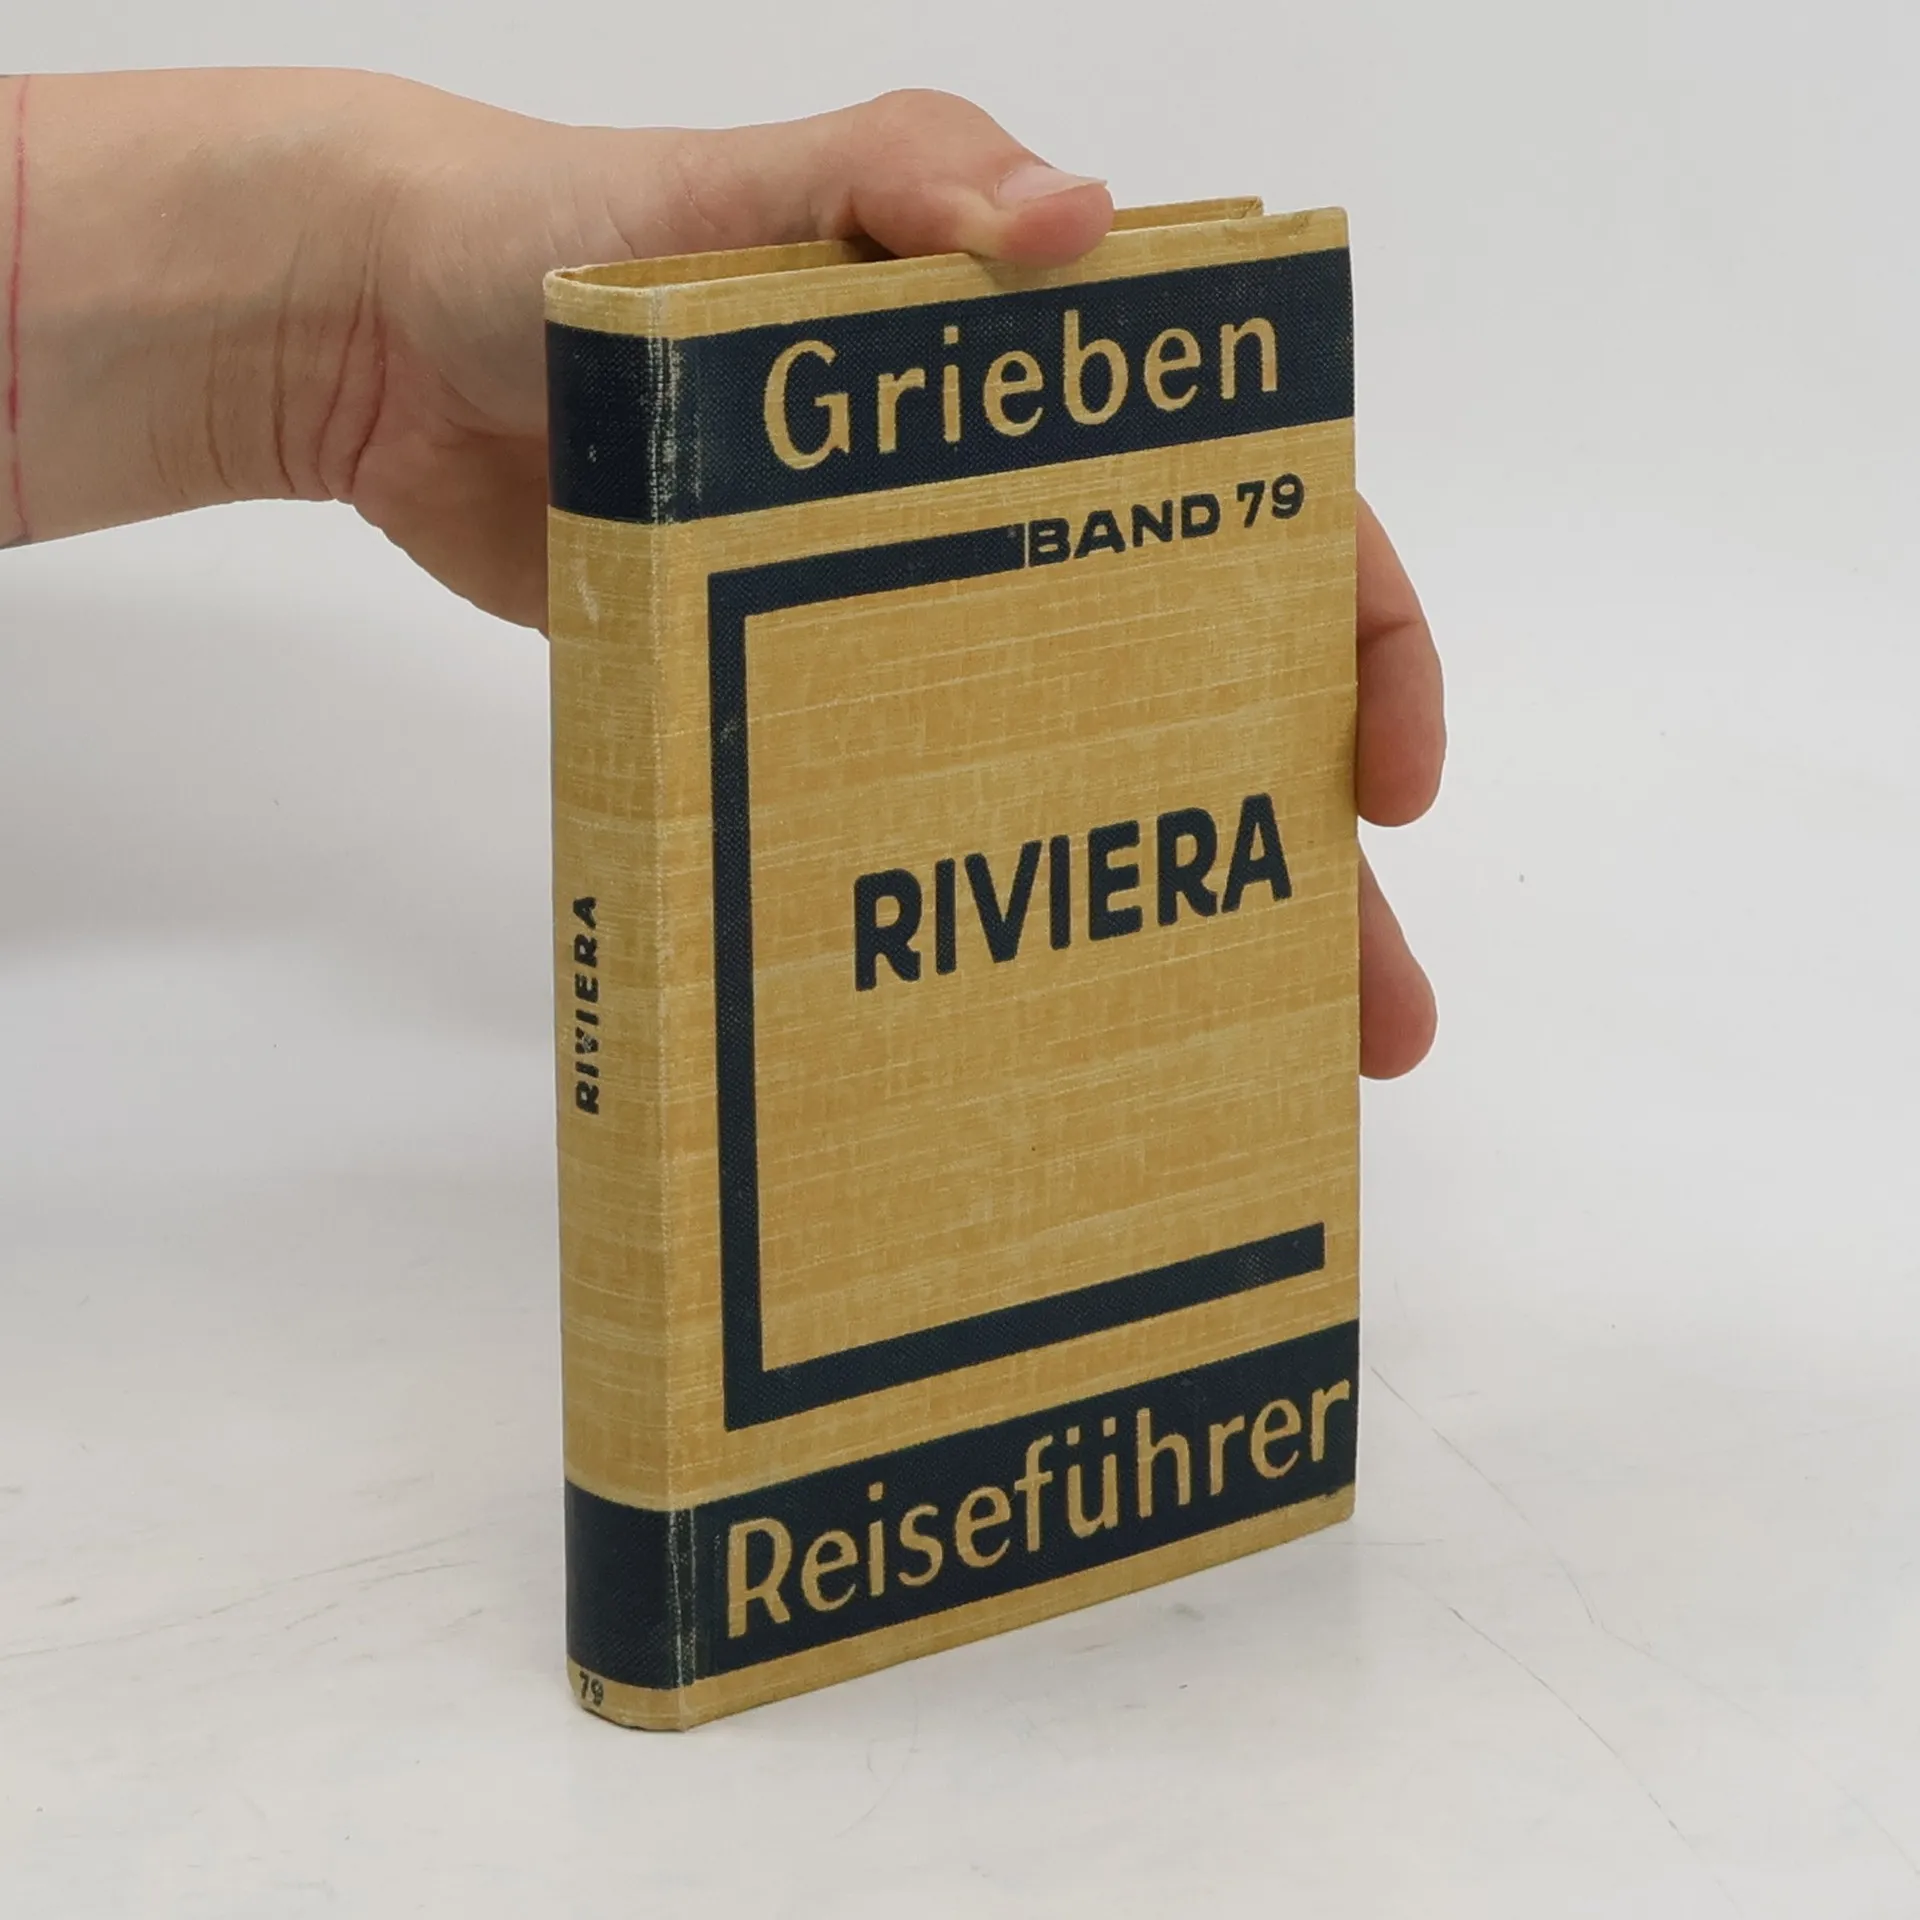 Grieben
BAND 79
RIVIERA
Reiseführer
RIVIERA
79